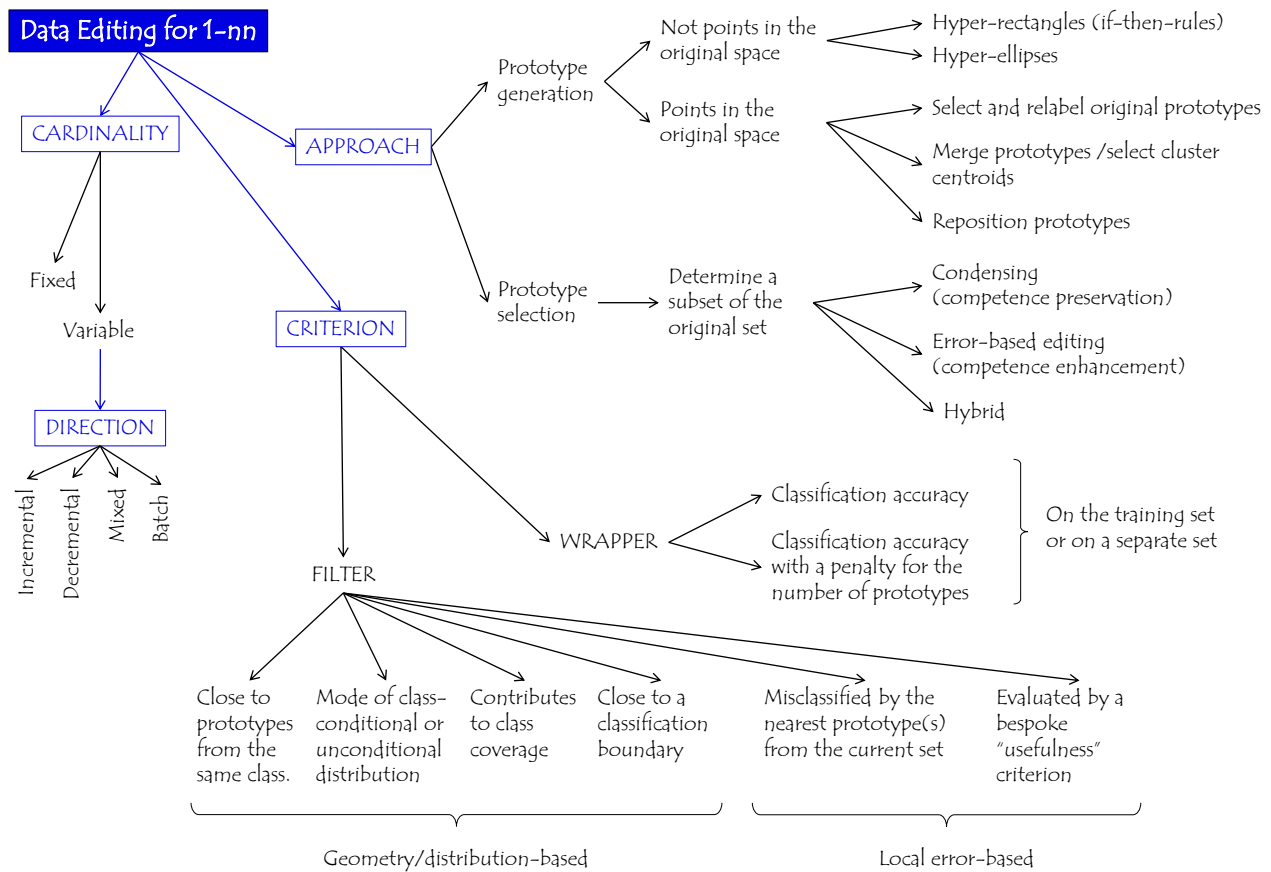 Data Editing for 1-nn
CARDINALITY
Fixed
Variable
DIRECTION
Incremental
Decremental
Mixed
Batch
APPROACH
Prototype
generation
Not points in the
original space
Hyper-rectangles (if-then-rules)
Hyper-ellipses
Points in the
original space
Select and relabel original prototypes
Merge prototypes /select cluster
centroids
Reposition prototypes
Prototype
selection
Determine a
subset of the
original set
Condensing
(competence preservation)
Error-based editing
(competence enhancement)
Hybrid
CRITERION
WRAPPER
Classification accuracy
Classification accuracy
with a penalty for the
number of prototypes
On the training set
or on a separate set
FILTER
Close to
prototypes
from the
same class.
Mode of class-
conditional or
unconditional
distribution
Contributes
to class
coverage
Close to a
classification
boundary
Misclassified by the
nearest prototype(s)
from the current set
Evaluated by a
bespoke
“usefulness”
criterion
Geometry/distribution-based
Local error-based